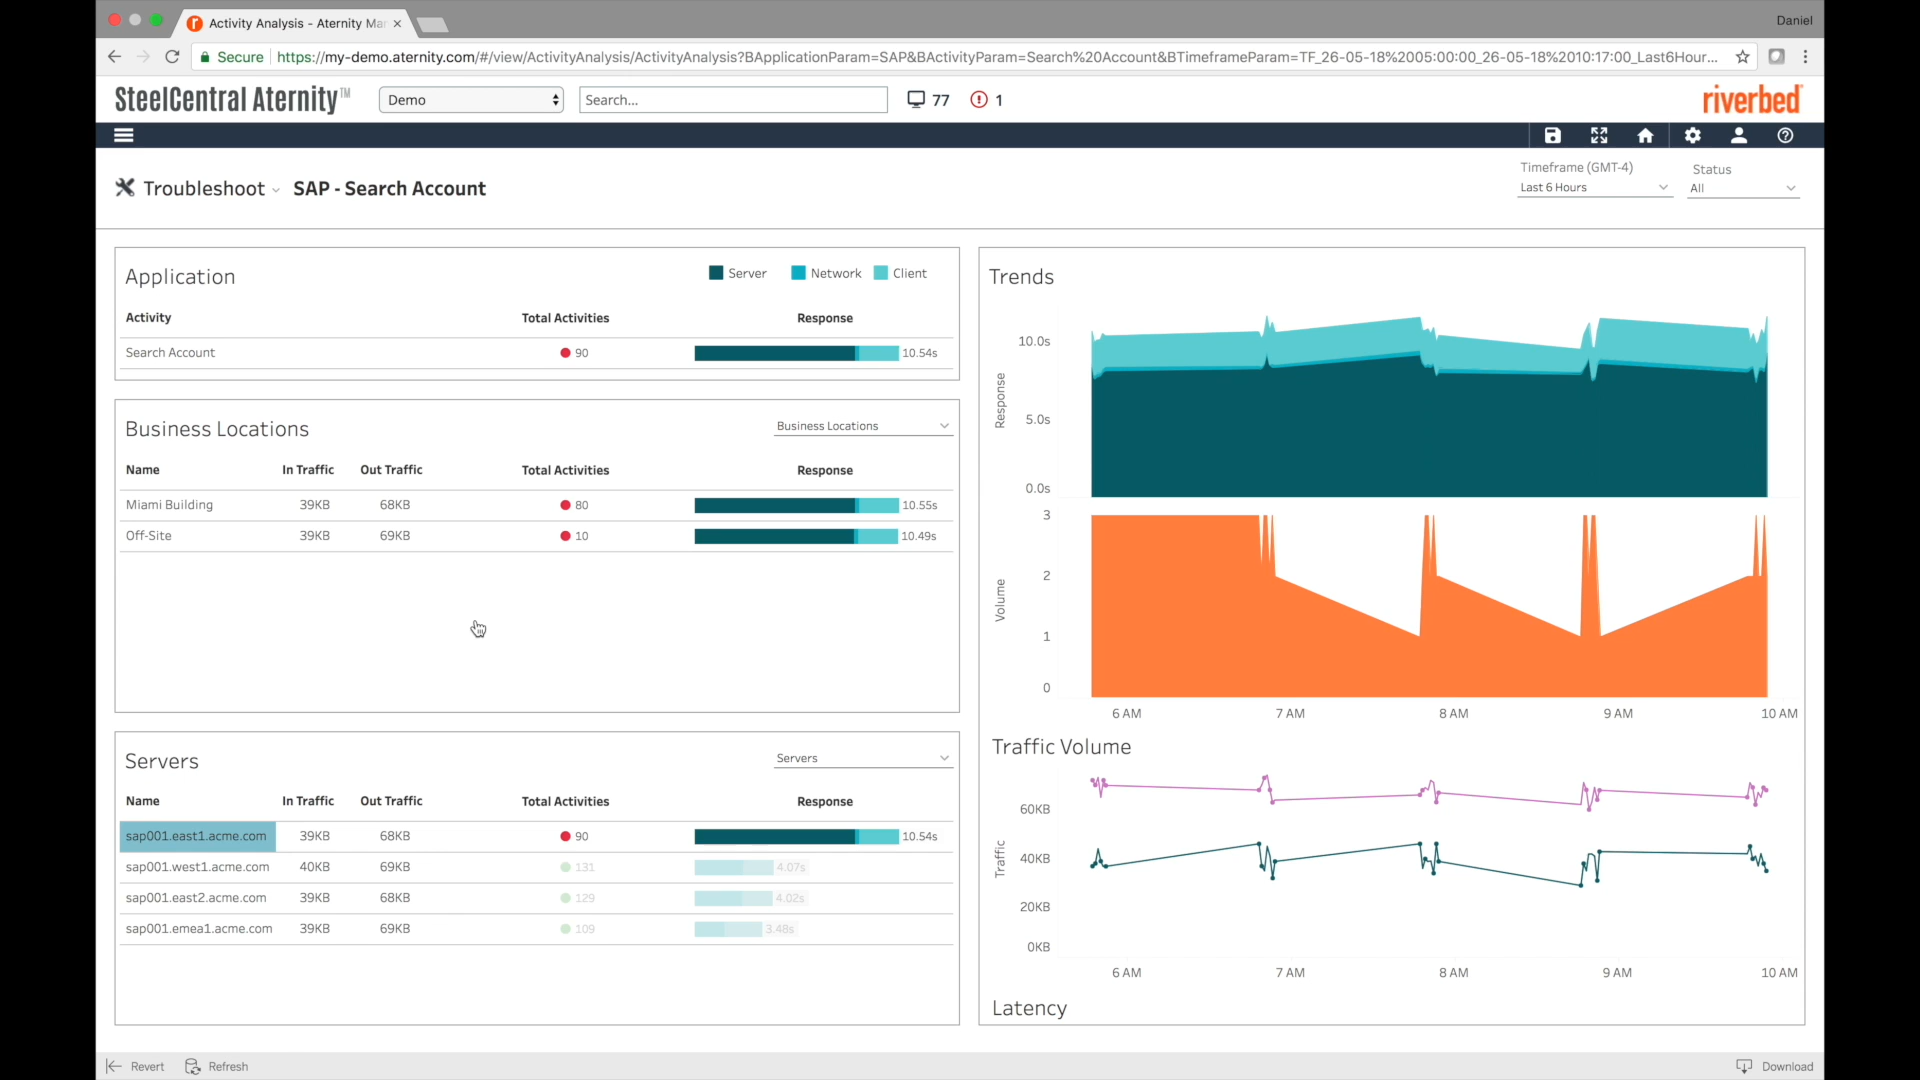 Activity Analysis - Aternity Mar
Daniel
Secure
https://my-demo.aternity.com/#/view/ActivityAnalysis/ActivityAnalysis?BApplicationParam=SAP&BActivityParam=Search%20Account&BTimeframeParam=TF_26-05-18%2005:00:00_26-05-18%2010:17:00_Last6Hour...
SteelCentral Aternity™
Demo
Search...
77
1
riverbed
Troubleshoot
SAP - Search Account
Timeframe (GMT-4)
Last 6 Hours
Status
All
Application
Server Network Client
Activity Total Activities Response
Search Account 90 10.54s
Business Locations
Business Locations
Name In Traffic Out Traffic Total Activities Response
Miami Building 39KB 68KB 80 10.55s
Off-Site 39KB 69KB 10 10.49s
Servers
Servers
Name In Traffic Out Traffic Total Activities Response
sap001.east1.acme.com 39KB 68KB 90 10.54s
sap001.west1.acme.com 40KB 69KB 131 4.07s
sap001.east2.acme.com 39KB 68KB 129 4.02s
sap001.emea1.acme.com 39KB 69KB 109 3.48s
Trends
Response
10.0s
5.0s
0.0s
Volume
3
2
1
0
6 AM 7 AM 8 AM 9 AM 10 AM
Traffic Volume
Traffic
60KB
40KB
20KB
0KB
6 AM 7 AM 8 AM 9 AM 10 AM
Latency
Revert
Refresh
Download